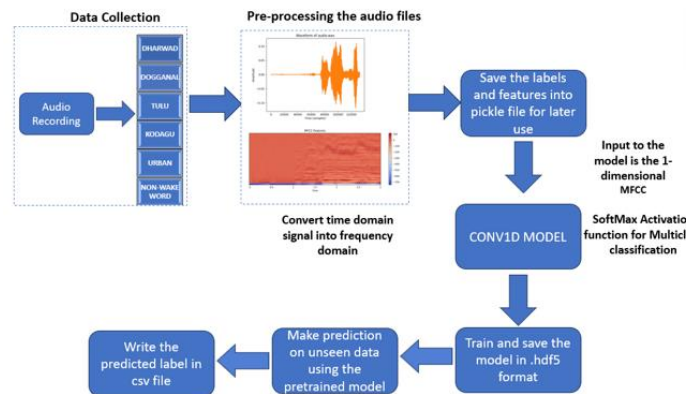 Data Collection
Pre-processing the audio files
Audio
Recording
DHARWAD
DOGGANAL
TULU
KODAGU
URBAN
NON-WAKE
WORD
Convert time domain
signal into frequency
domain
Save the labels
and features into
pickle file for later
use
Input to
the model is the 1-
dimensional
MFCC
CONV1D MODEL
SoftMax Activatio
function for Multicl
classification
Train and save
the model in .hdf5
format
Make prediction
on unseen data
using the
pretrained model
Write the
predicted label in
csv file